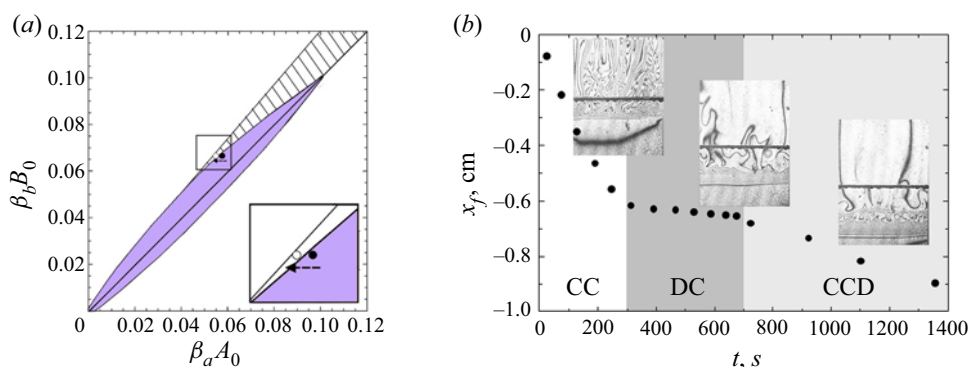 (a)
0.12
0.10
0.08
0.06
0.04
0.02
β_b B_0
0 0.02 0.04 0.06 0.08 0.10 0.12
β_a A_0
(b)
0
−0.2
−0.4
−0.6
−0.8
−1.0
x_f, cm
CC DC CCD
0 200 400 600 800 1000 1200 1400
t, s